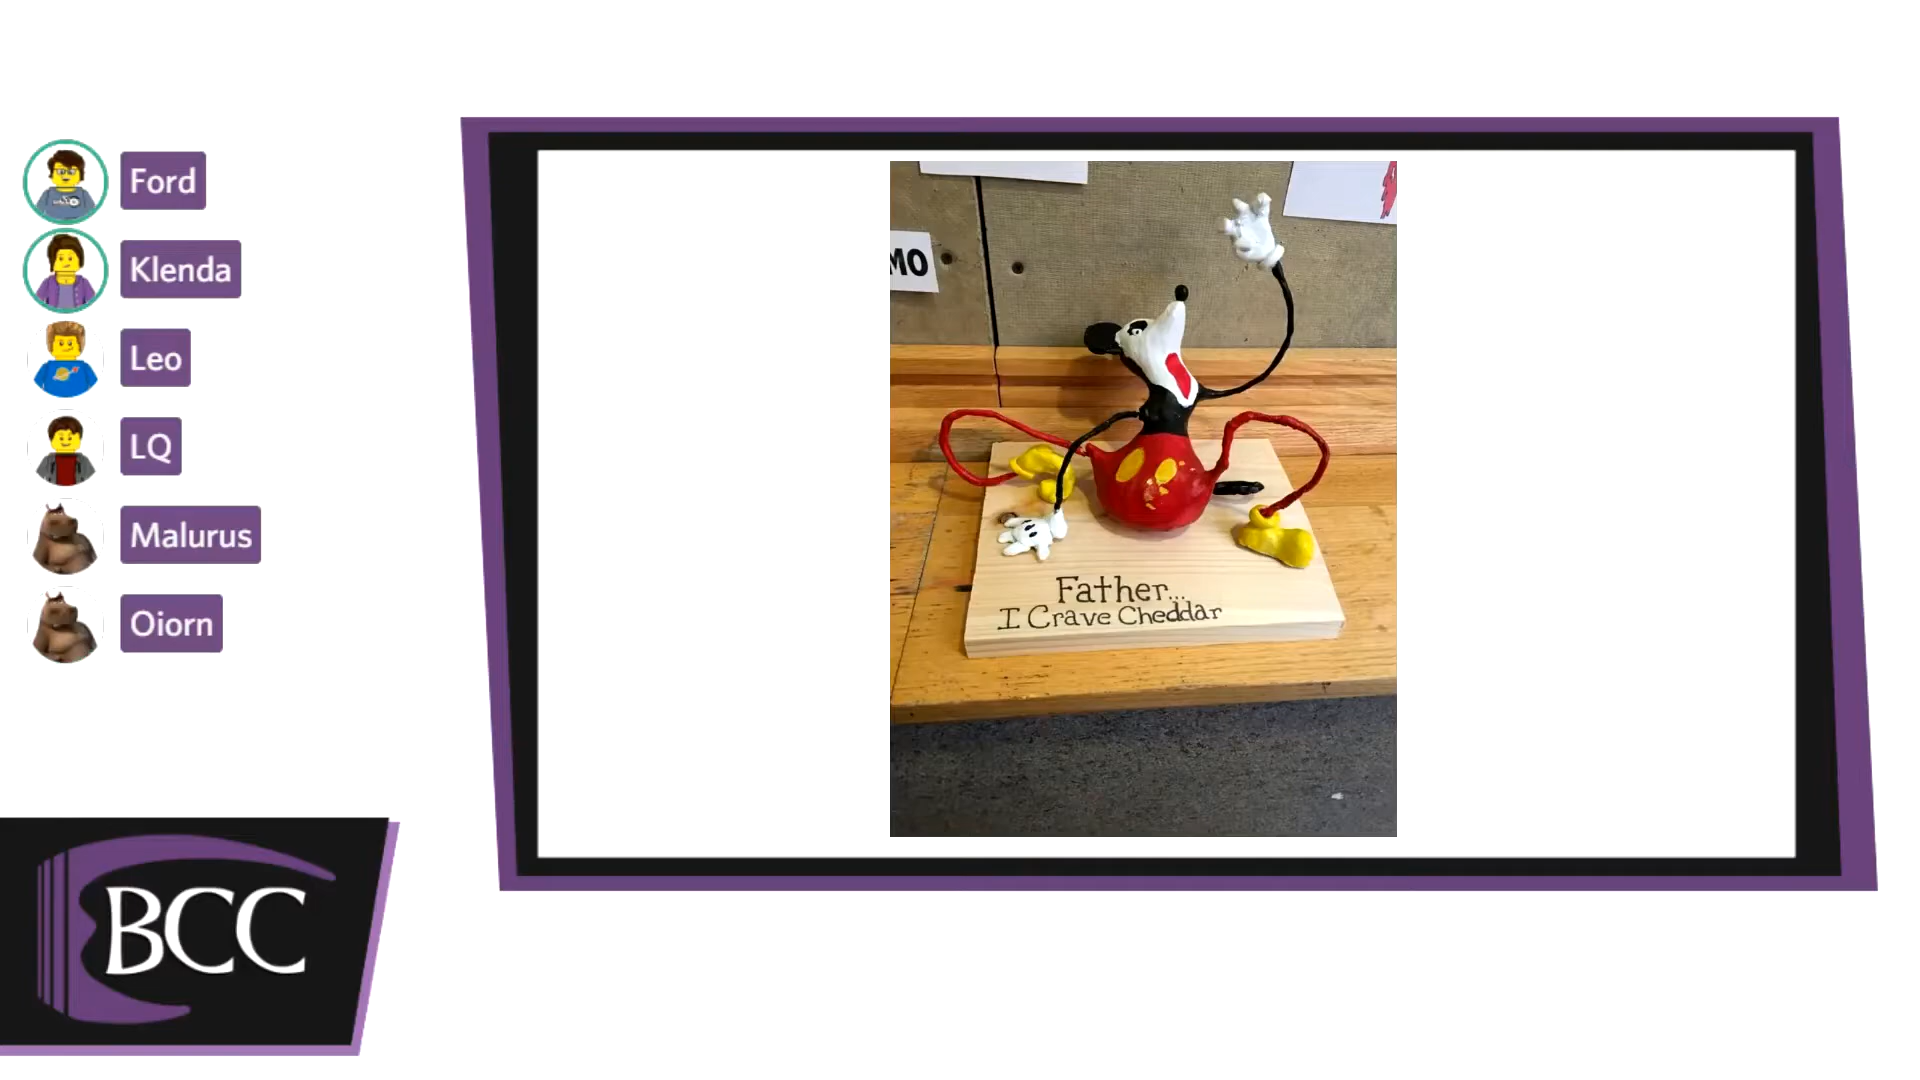 Ford
Klenda
Leo
LQ
Malurus
Oiorn
MO
Father...
I Crave Cheddar
BCC